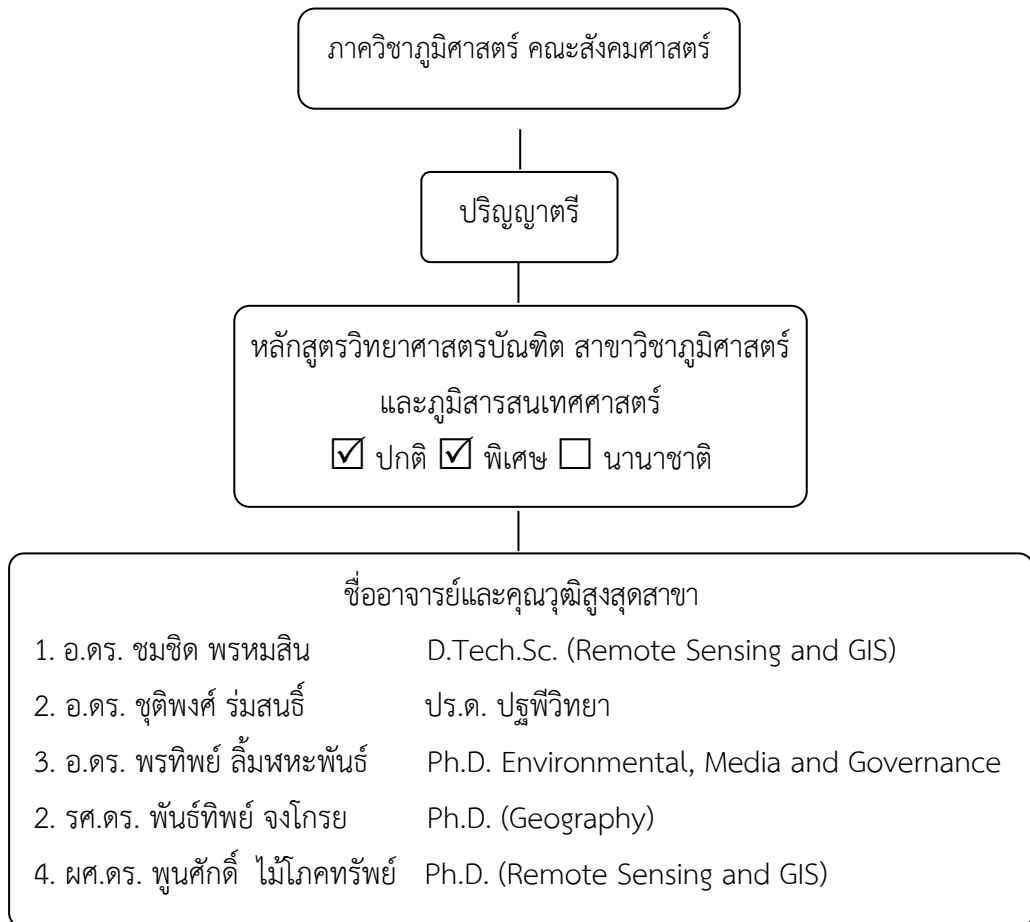 ภาควิชาภูมิศาสตร์ คณะสังคมศาสตร์
ปริญญาตรี
หลักสูตรวิทยาศาสตรบัณฑิต สาขาวิชาภูมิศาสตร์
และภูมิสารสนเทศศาสตร์
☑ ปกติ ☑ พิเศษ ☐ นานาชาติ
ชื่ออาจารย์และคุณวุฒิสูงสุดสาขา
1. อ.ดร. ชมชิด พรหมสิน D.Tech.Sc. (Remote Sensing and GIS)
2. อ.ดร. ชุติพงศ์ ร่มสนธิ์ ปร.ด. ปฐพีวิทยา
3. อ.ดร. พรทิพย์ ลิ้มฬหะพันธ์ Ph.D. Environmental, Media and Governance
2. รศ.ดร. พันธ์ทิพย์ จงโกรย Ph.D. (Geography)
4. ผศ.ดร. พูนศักดิ์ ไม้โภคทรัพย์ Ph.D. (Remote Sensing and GIS)